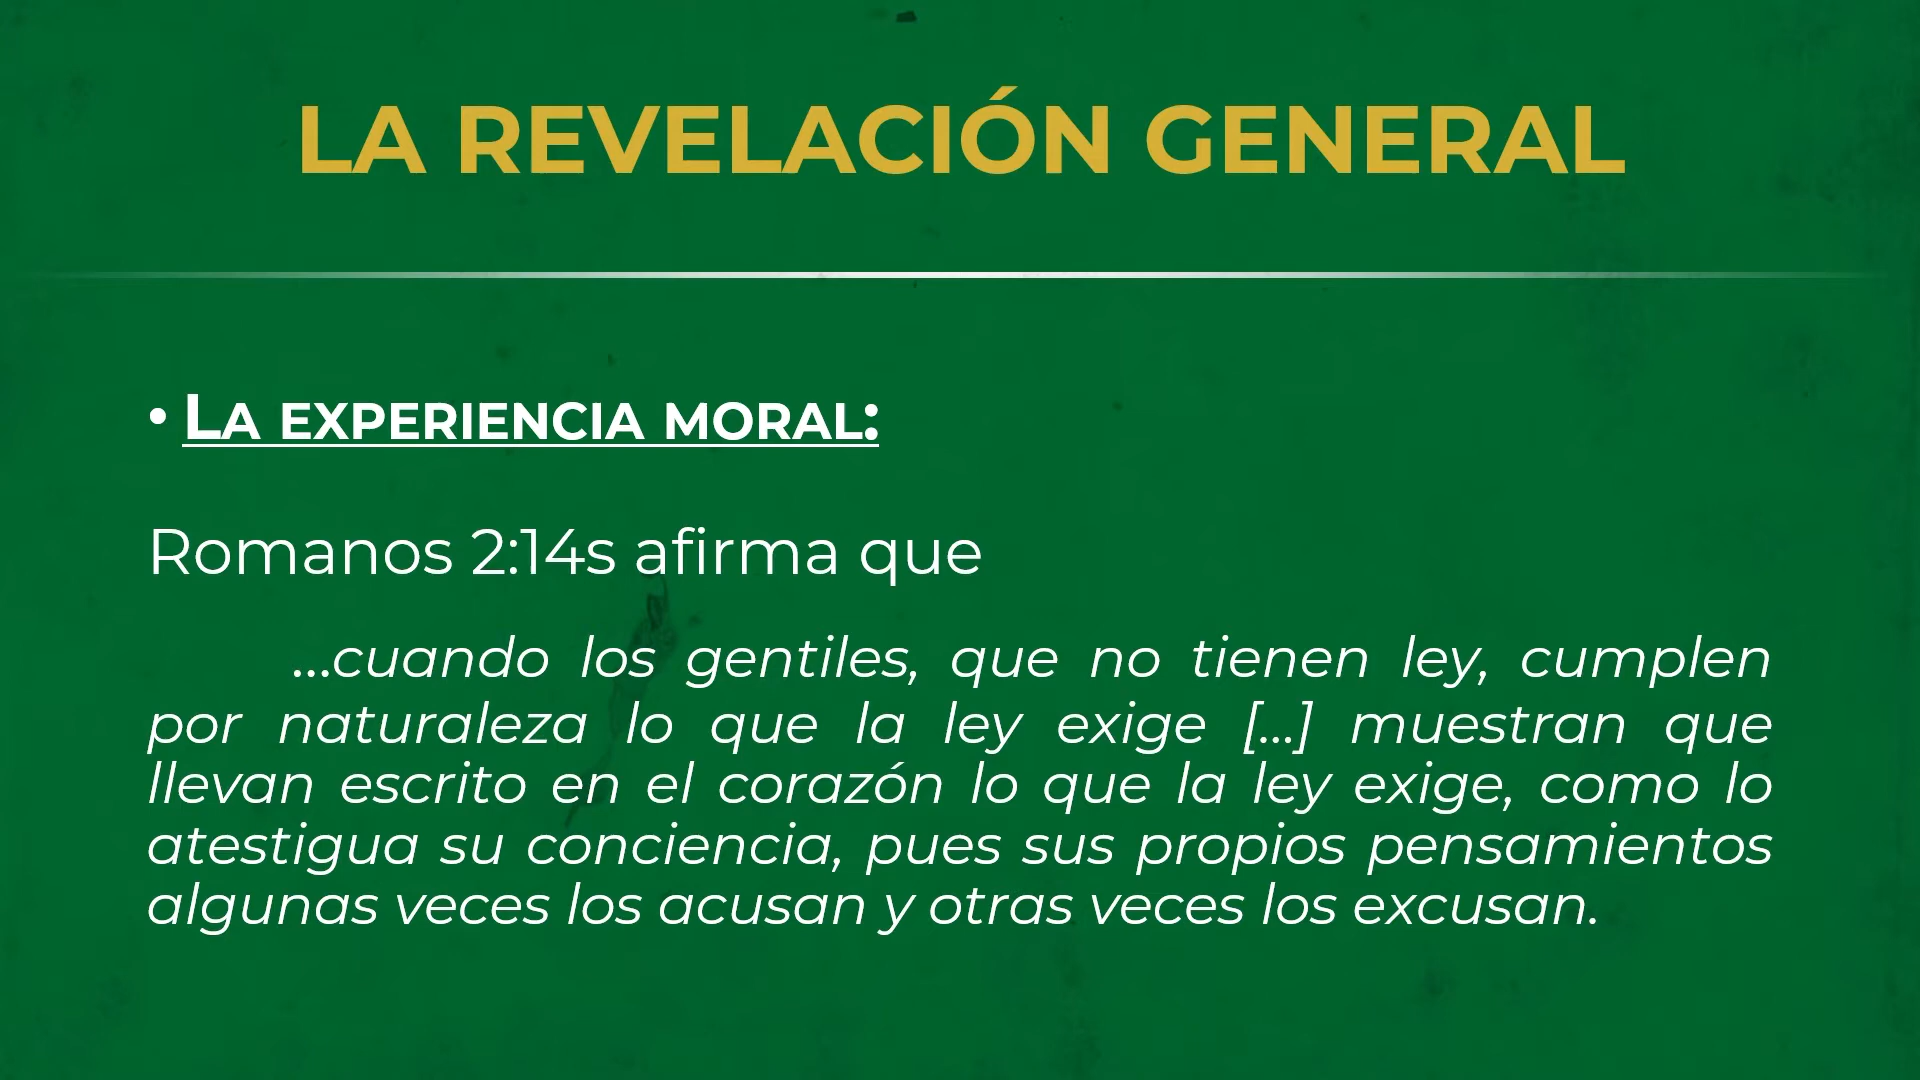 LA REVELACIÓN GENERAL
• LA EXPERIENCIA MORAL:
Romanos 2:14s afirma que
…cuando los gentiles, que no tienen ley, cumplen
por naturaleza lo que la ley exige […] muestran que
llevan escrito en el corazón lo que la ley exige, como lo
atestigua su conciencia, pues sus propios pensamientos
algunas veces los acusan y otras veces los excusan.